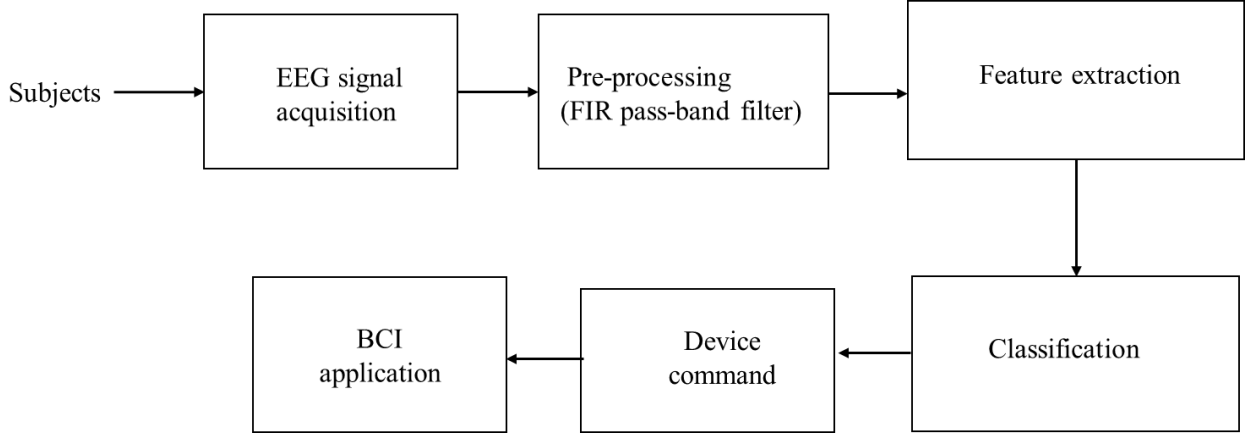 Subjects
EEG signal
acquisition
Pre-processing
(FIR pass-band filter)
Feature extraction
Classification
Device
command
BCI
application